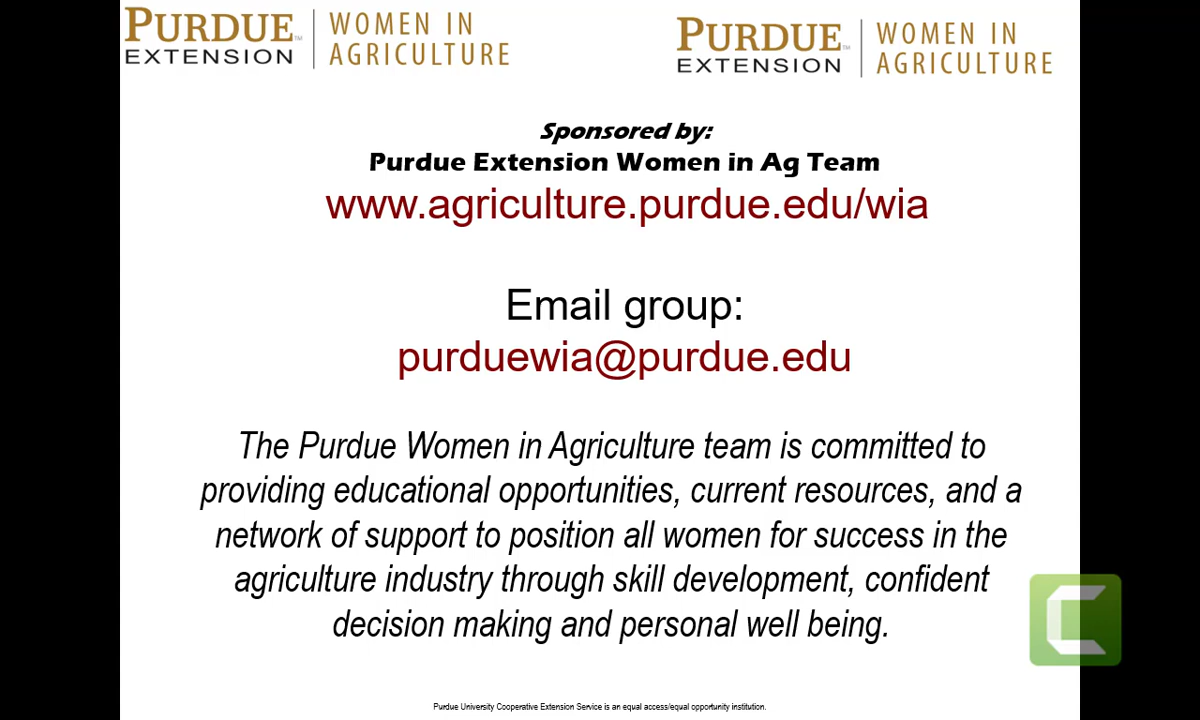 PURDUE™ EXTENSION | WOMEN IN AGRICULTURE
PURDUE™ EXTENSION | WOMEN IN AGRICULTURE
Sponsored by:
Purdue Extension Women in Ag Team
www.agriculture.purdue.edu/wia
Email group:
purduewia@purdue.edu
The Purdue Women in Agriculture team is committed to
providing educational opportunities, current resources, and a
network of support to position all women for success in the
agriculture industry through skill development, confident
decision making and personal well being.
Purdue University Cooperative Extension Service is an equal access/equal opportunity institution.